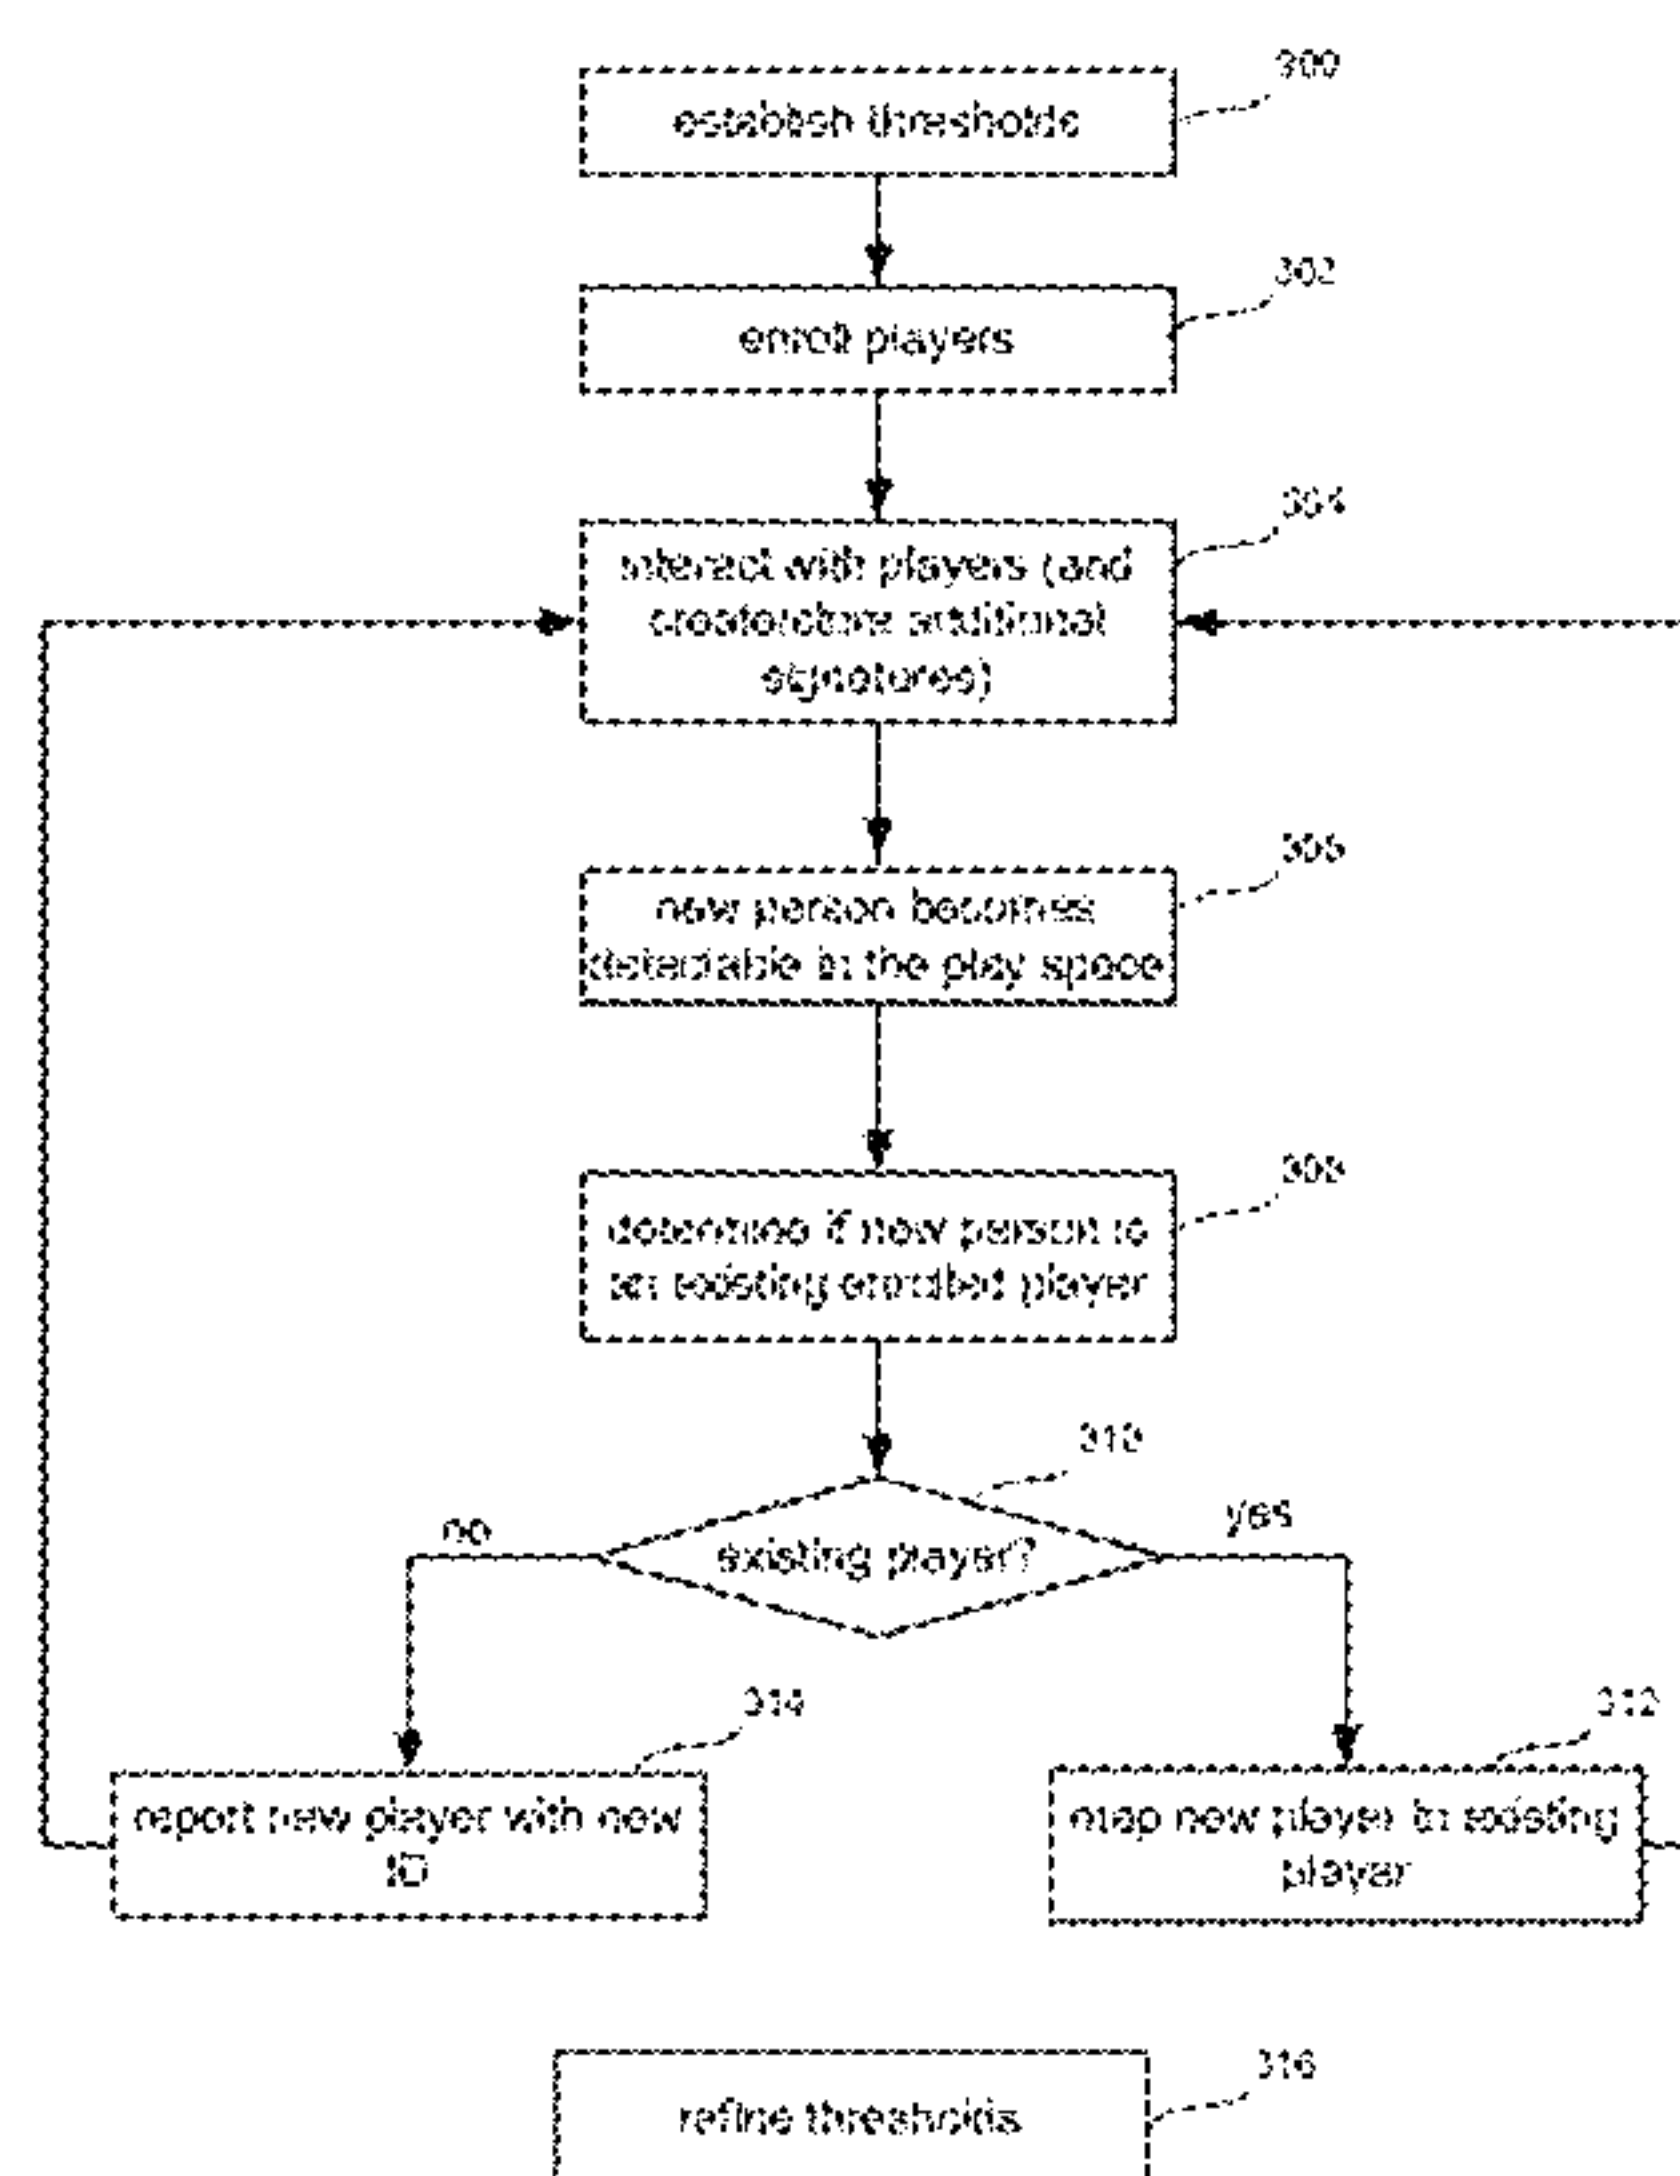 300
establish thresholds
302
enroll players
304
interact with players (and
create/store additional
signatures)
306
new person becomes
detectable in the play space
308
determine if new person is
an existing enrolled player
310
no
yes
existing player?
314
312
report new player with new
ID
map new player to existing
player
316
refine thresholds